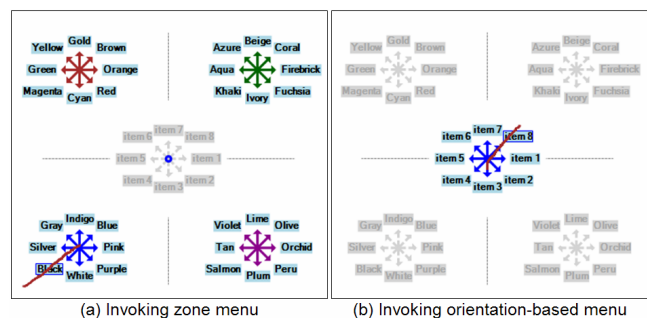 Gold
Yellow Brown
Green Orange
Magenta Red
Cyan
Beige
Azure Coral
Aqua Firebrick
Khaki Fuchsia
Ivory
item 7
item 6 item 8
item 5 item 1
item 4 item 2
item 3
Indigo
Gray Blue
Silver Pink
Black Purple
White
Lime
Violet Olive
Tan Orchid
Salmon Peru
Plum
(a) Invoking zone menu
Gold
Yellow Brown
Green Orange
Magenta Red
Cyan
Beige
Azure Coral
Aqua Firebrick
Khaki Fuchsia
Ivory
item 7
item 6 item 8
item 5 item 1
item 4 item 2
item 3
Indigo
Gray Blue
Silver Pink
Black Purple
White
Lime
Violet Olive
Tan Orchid
Salmon Peru
Plum
(b) Invoking orientation-based menu